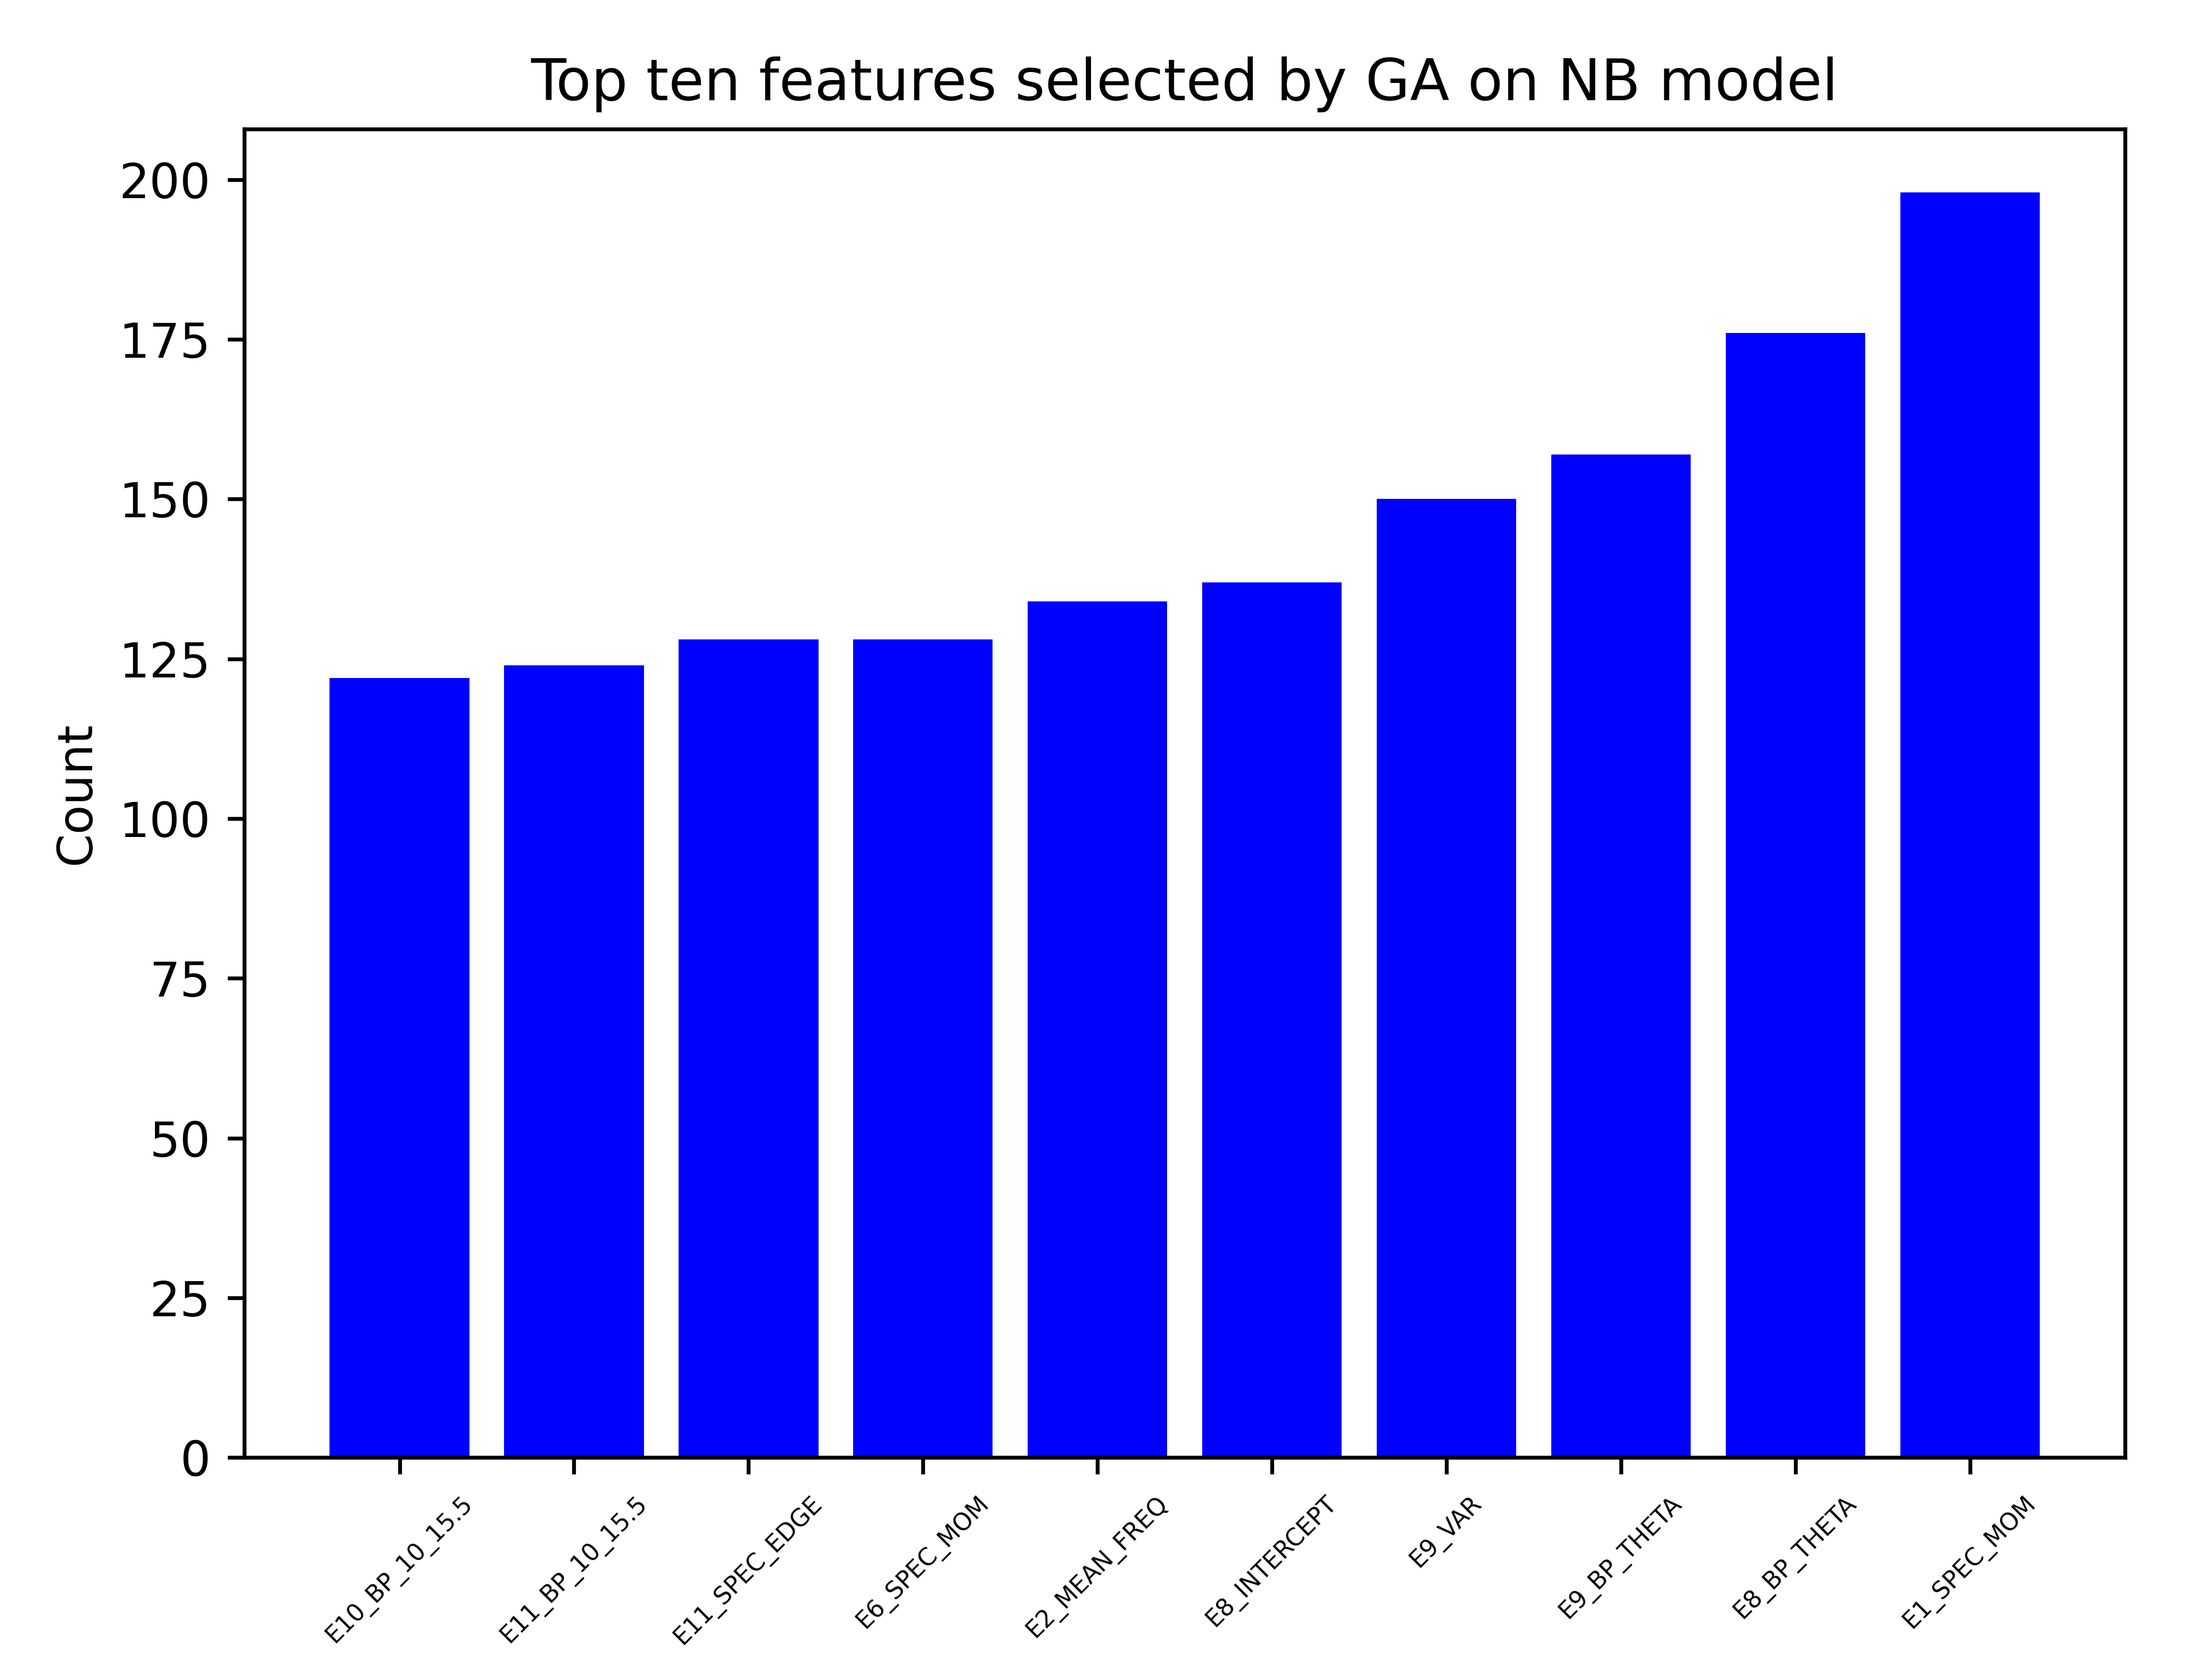 Top ten features selected by GA on NB model
Count
200
175
150
125
100
75
50
25
0
E10_BP_10_15.5
E11_BP_10_15.5
E11_SPEC_EDGE
E6_SPEC_MOM
E2_MEAN_FREQ
E8_INTERCEPT
E9_VAR
E9_BP_THETA
E8_BP_THETA
E1_SPEC_MOM